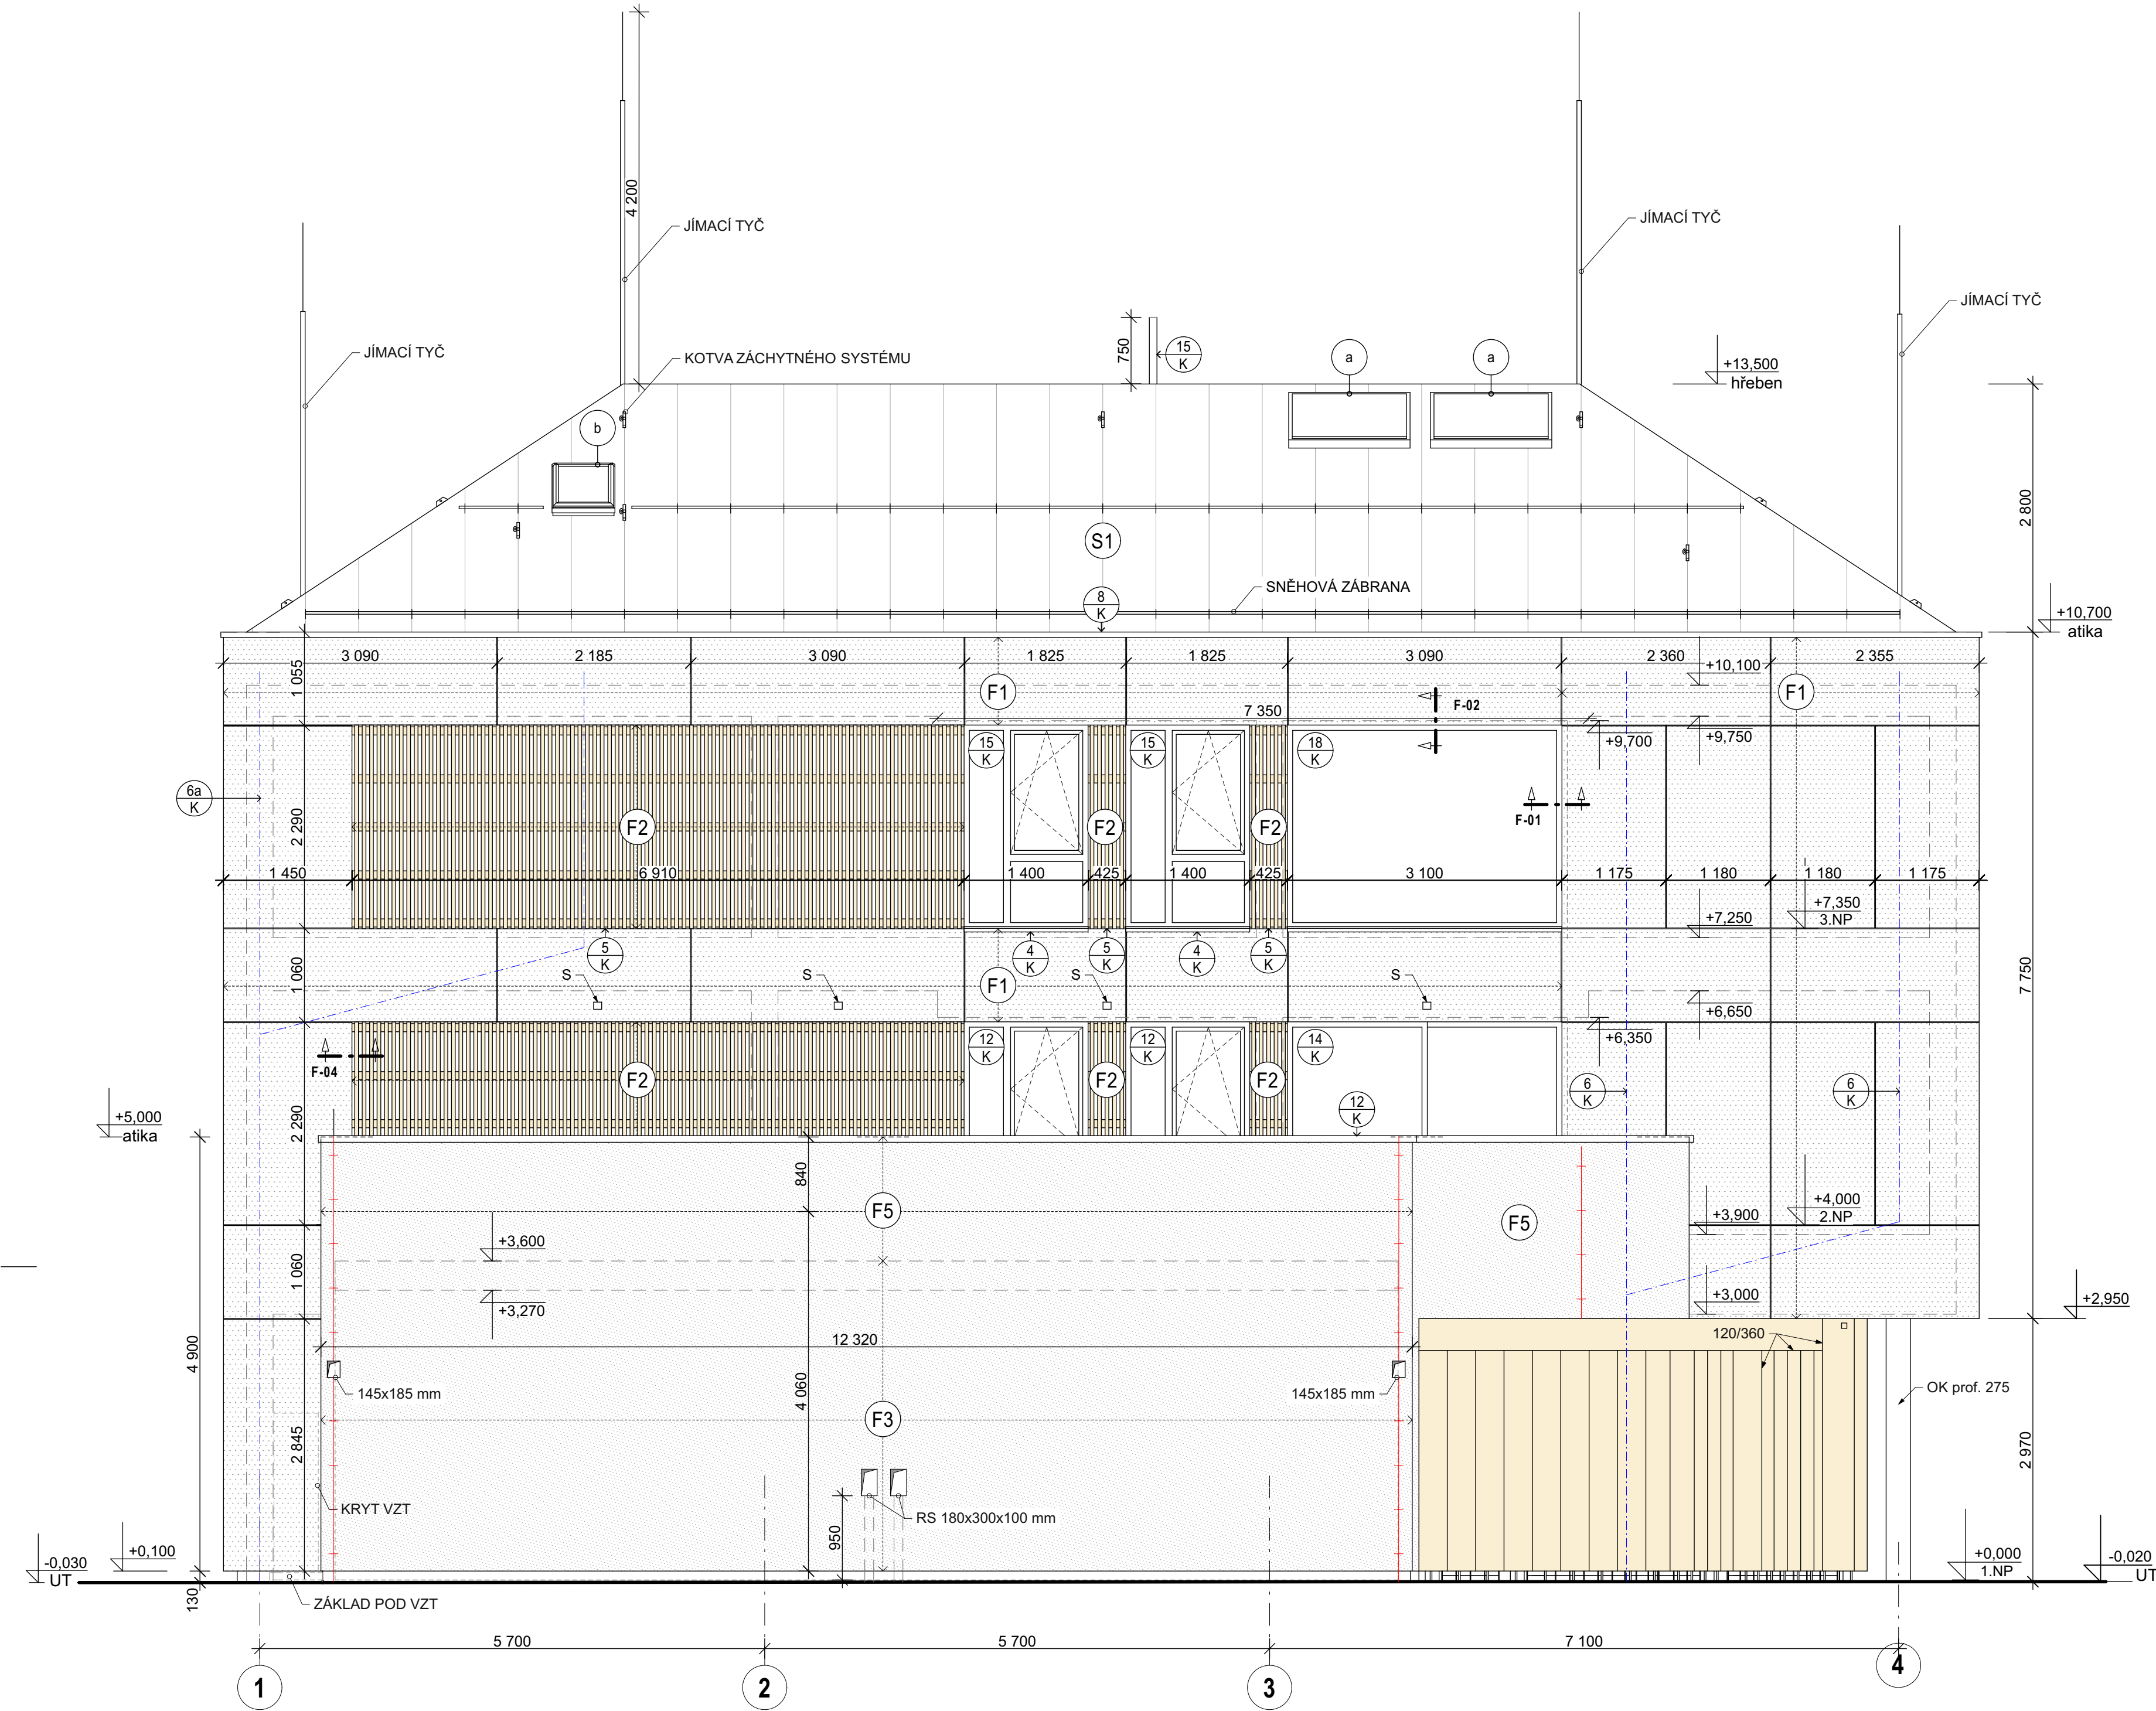 4 200
JÍMACÍ TYČ
JÍMACÍ TYČ
JÍMACÍ TYČ
JÍMACÍ TYČ
KOTVA ZÁCHYTNÉHO SYSTÉMU
750
15
K
a
a
+13,500
hřeben
b
2 800
S1
SNĚHOVÁ ZÁBRANA
8
K
+10,700
atika
3 090
2 185
3 090
1 825
1 825
3 090
2 360
2 355
1 055
+10,100
F1
F1
7 350
F-02
+9,700
+9,750
15
K
15
K
18
K
6a
K
2 290
F2
F2
F2
F-01
1 450
6 910
1 400
425
1 400
425
3 100
1 175
1 180
1 180
1 175
+7,350
3.NP
+7,250
5
K
4
K
5
K
4
K
5
K
1 060
S
S
S
S
F1
7 750
+6,650
+6,350
12
K
12
K
14
K
F-04
F2
F2
F2
6
K
6
K
12
K
+5,000
atika
2 290
840
F5
F5
+4,000
2.NP
+3,900
+3,600
+3,270
1 060
+3,000
+2,950
12 320
120/360
4 900
145x185 mm
145x185 mm
OK prof. 275
4 060
F3
2 845
2 970
KRYT VZT
RS 180x300x100 mm
950
-0,030
UT
+0,100
+0,000
1.NP
-0,020
UT
130
ZÁKLAD POD VZT
5 700
5 700
7 100
1
2
3
4